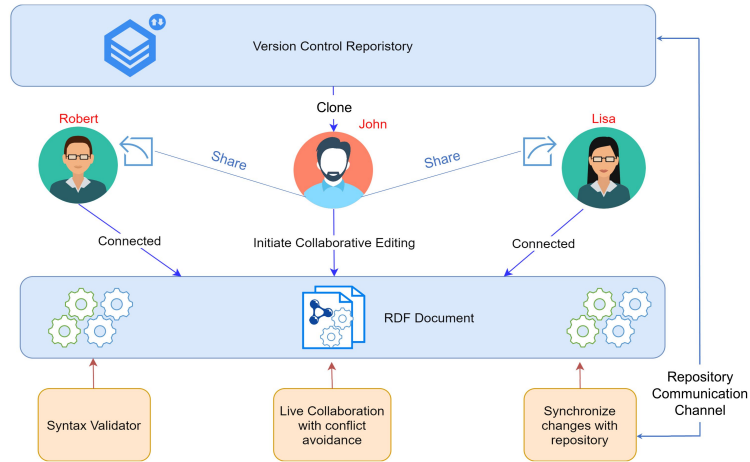 Version Control Reporistory
Clone
Robert
John
Lisa
Share
Share
Connected
Initiate Collaborative Editing
Connected
RDF Document
Repository
Communication
Channel
Syntax Validator
Live Collaboration
with conflict
avoidance
Synchronize
changes with
repository